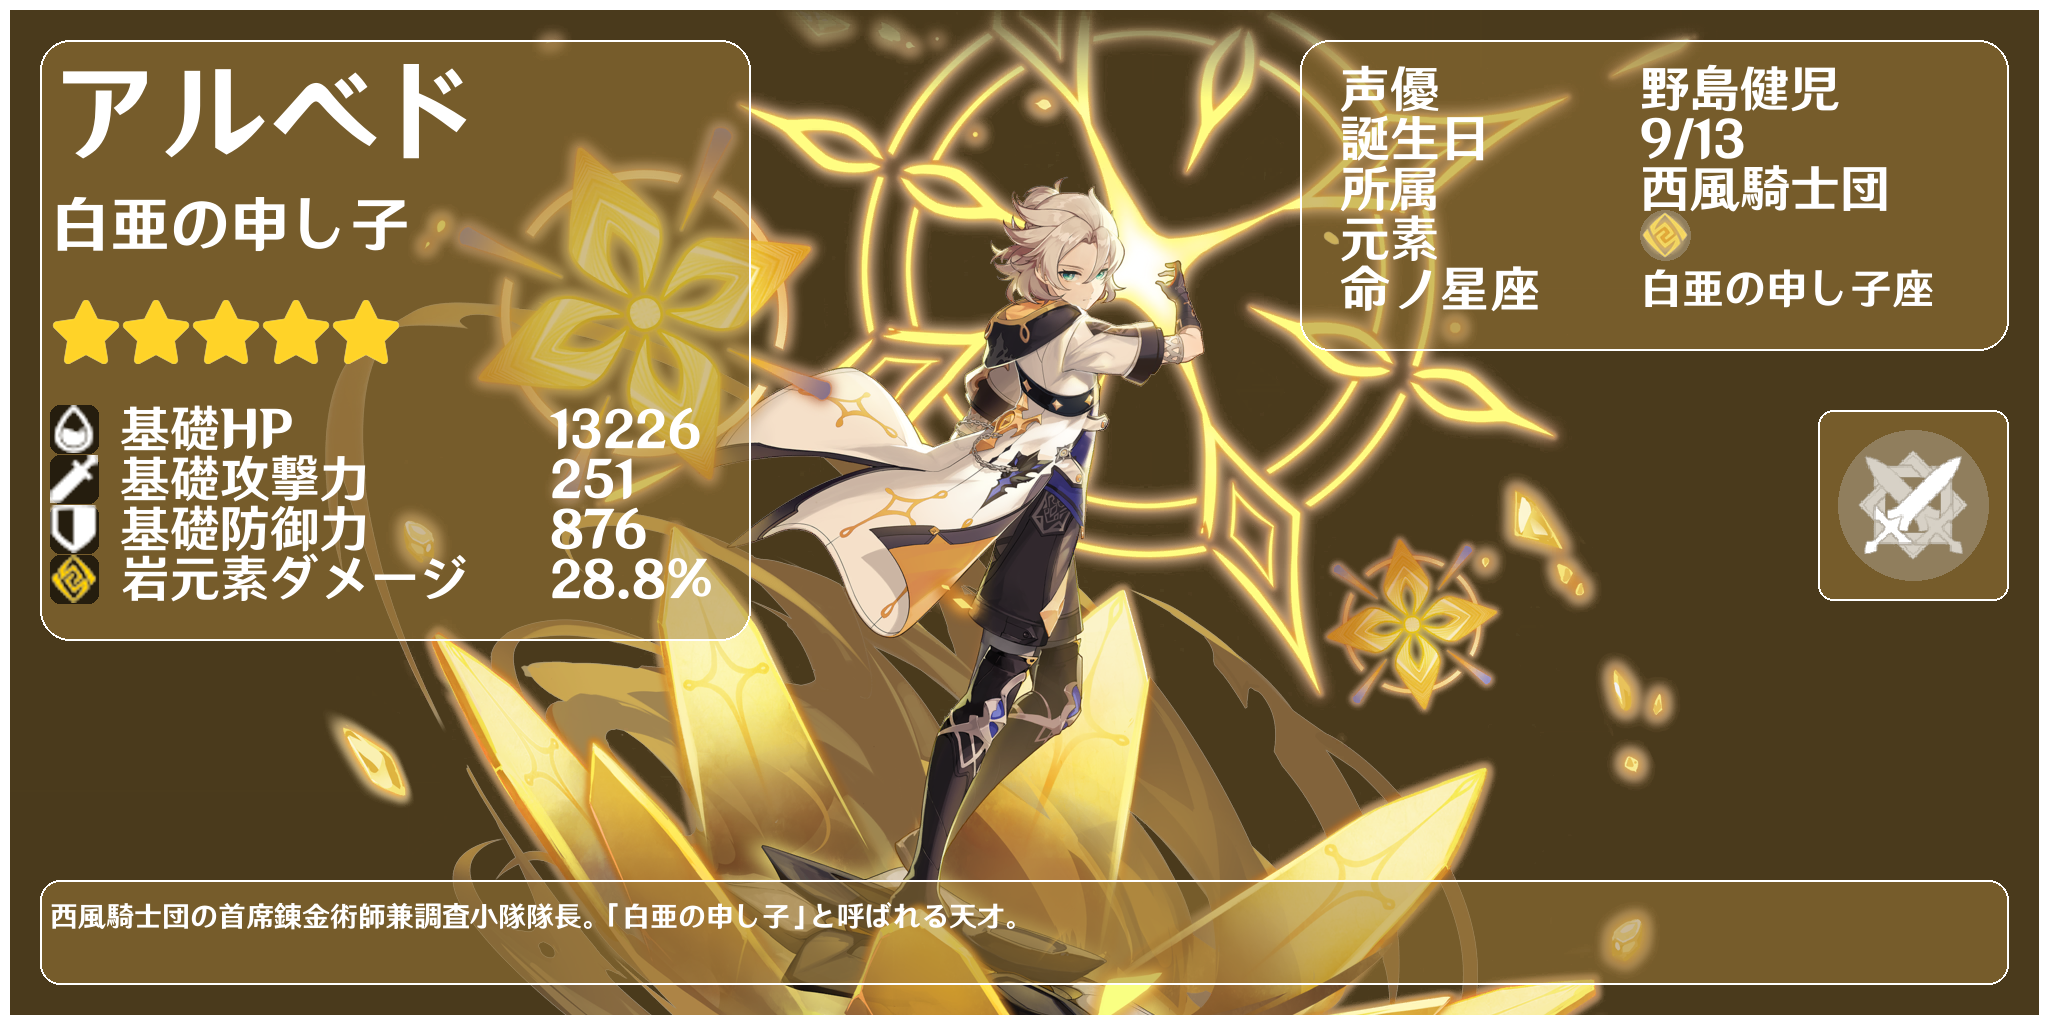 アルベド
白亜の申し子
基礎HP 13226
基礎攻撃力 251
基礎防御力 876
岩元素ダメージ 28.8%
声優 野島健児
誕生日 9/13
所属 西風騎士団
元素
命ノ星座 白亜の申し子座
西風騎士団の首席錬金術師兼調査小隊隊長。「白亜の申し子」と呼ばれる天才。